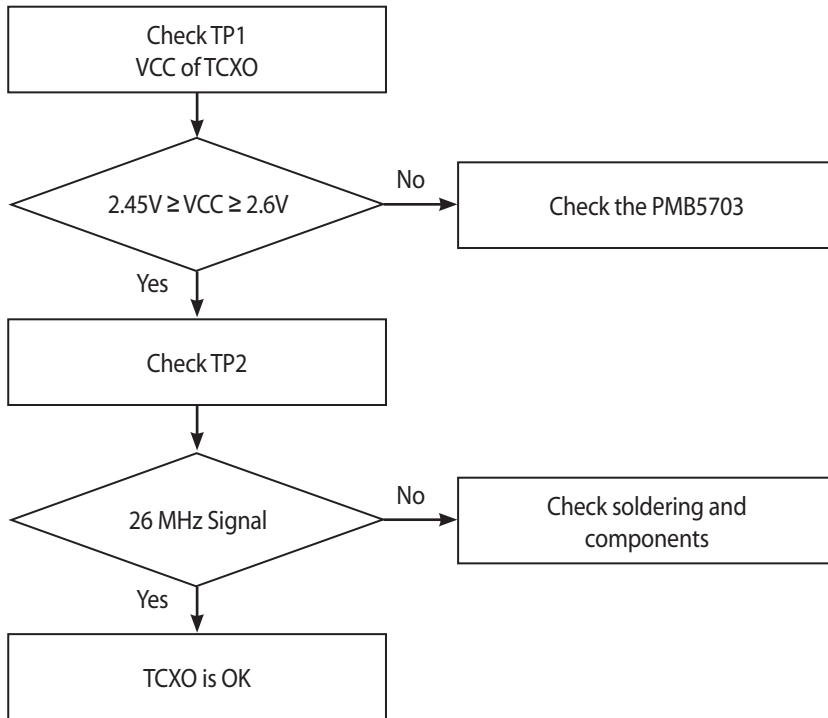 Check TP1
VCC of TCXO
2.45V ≥ VCC ≥ 2.6V
No
Check the PMB5703
Yes
Check TP2
26 MHz Signal
No
Check soldering and
components
Yes
TCXO is OK